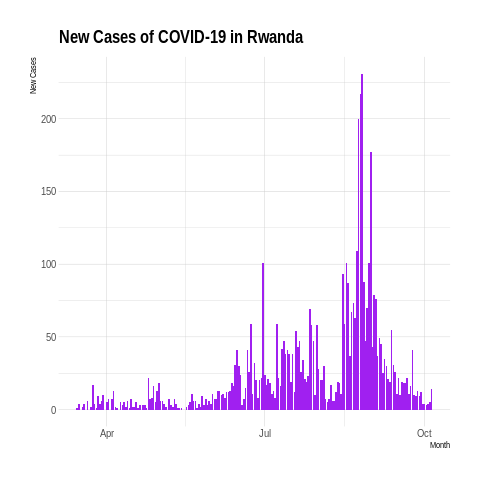 New Cases of COVID-19 in Rwanda
New Cases
200
150
100
50
0
Apr
Jul
Oct
Month